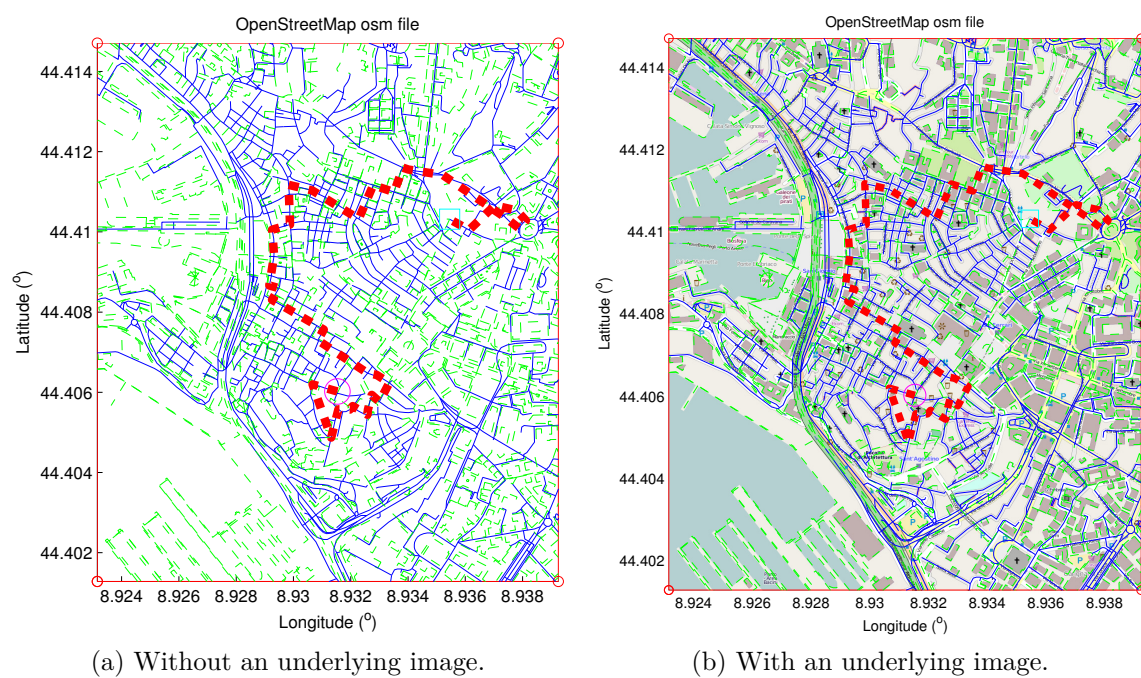 OpenStreetMap osm file
44.414
44.412
44.41
44.408
44.406
44.404
44.402
Latitude (o)
8.924 8.926 8.928 8.93 8.932 8.934 8.936 8.938
Longitude (o)
(a) Without an underlying image.
OpenStreetMap osm file
44.414
44.412
44.41
44.408
44.406
44.404
44.402
Latitude (o)
P
P
P
P
Sant'Agostino
P
8.924 8.926 8.928 8.93 8.932 8.934 8.936 8.938
Longitude (o)
(b) With an underlying image.